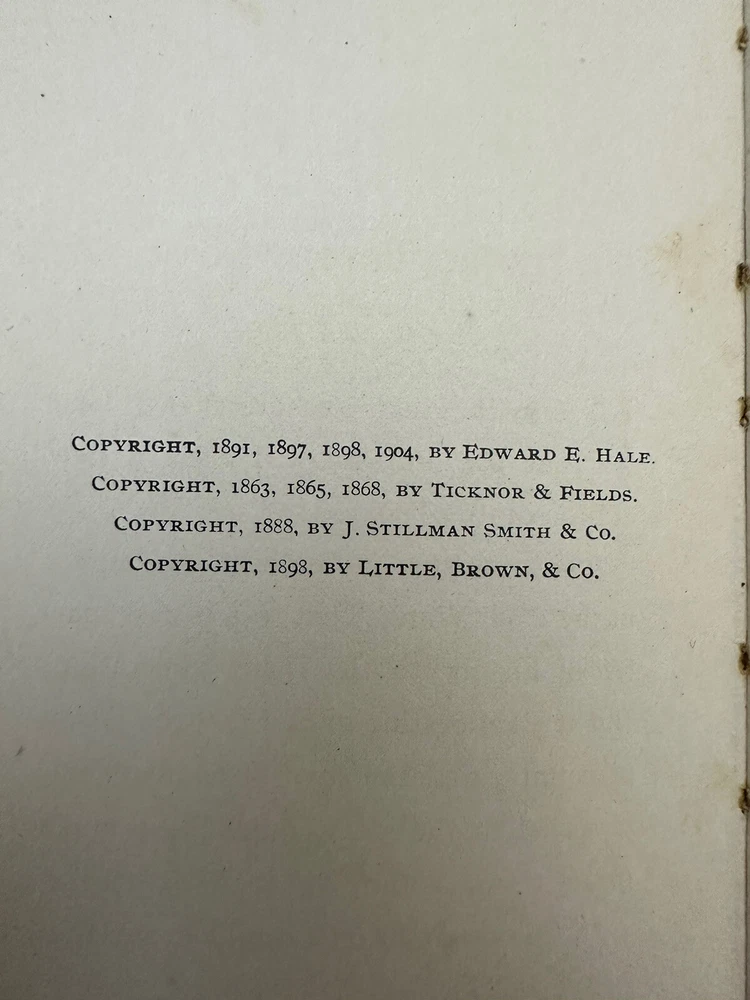 Copyright, 1891, 1897, 1898, 1904, by Edward E. Hale.
Copyright, 1863, 1865, 1868, by Ticknor & Fields.
Copyright, 1888, by J. Stillman Smith & Co.
Copyright, 1898, by Little, Brown, & Co.